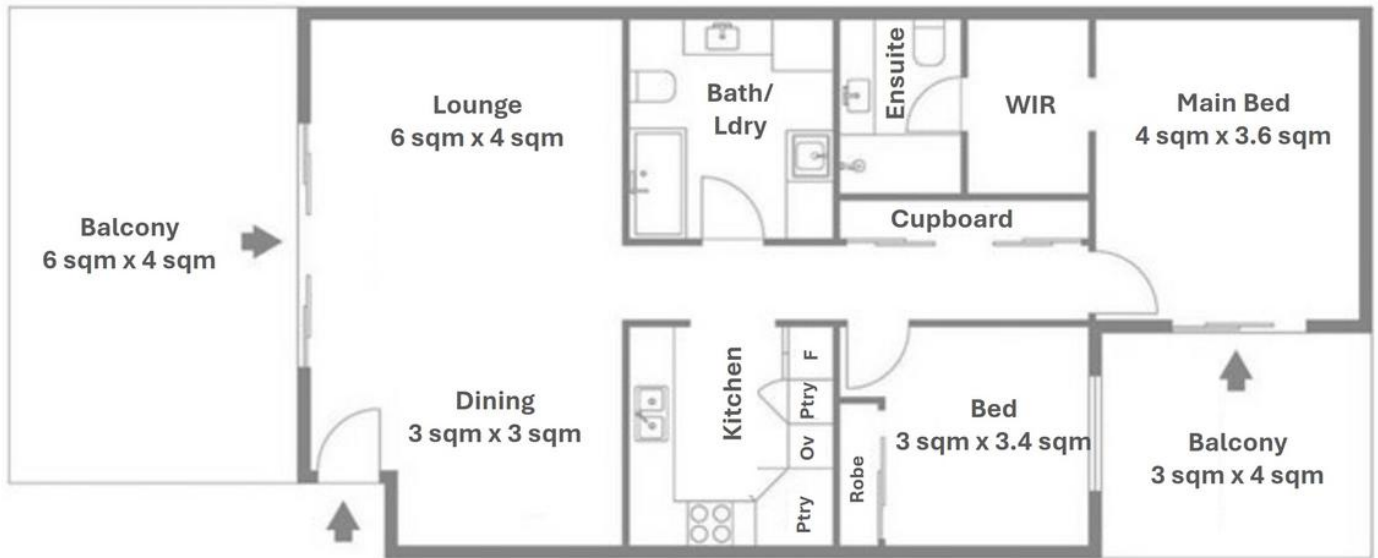 Lounge
6 sqm x 4 sqm
Bath/
Ldry
Ensuite
WIR
Main Bed
4 sqm x 3.6 sqm
Balcony
6 sqm x 4 sqm
Cupboard
Dining
3 sqm x 3 sqm
Kitchen
F
Ptry
Ov
Ptry
Robe
Bed
3 sqm x 3.4 sqm
Balcony
3 sqm x 4 sqm